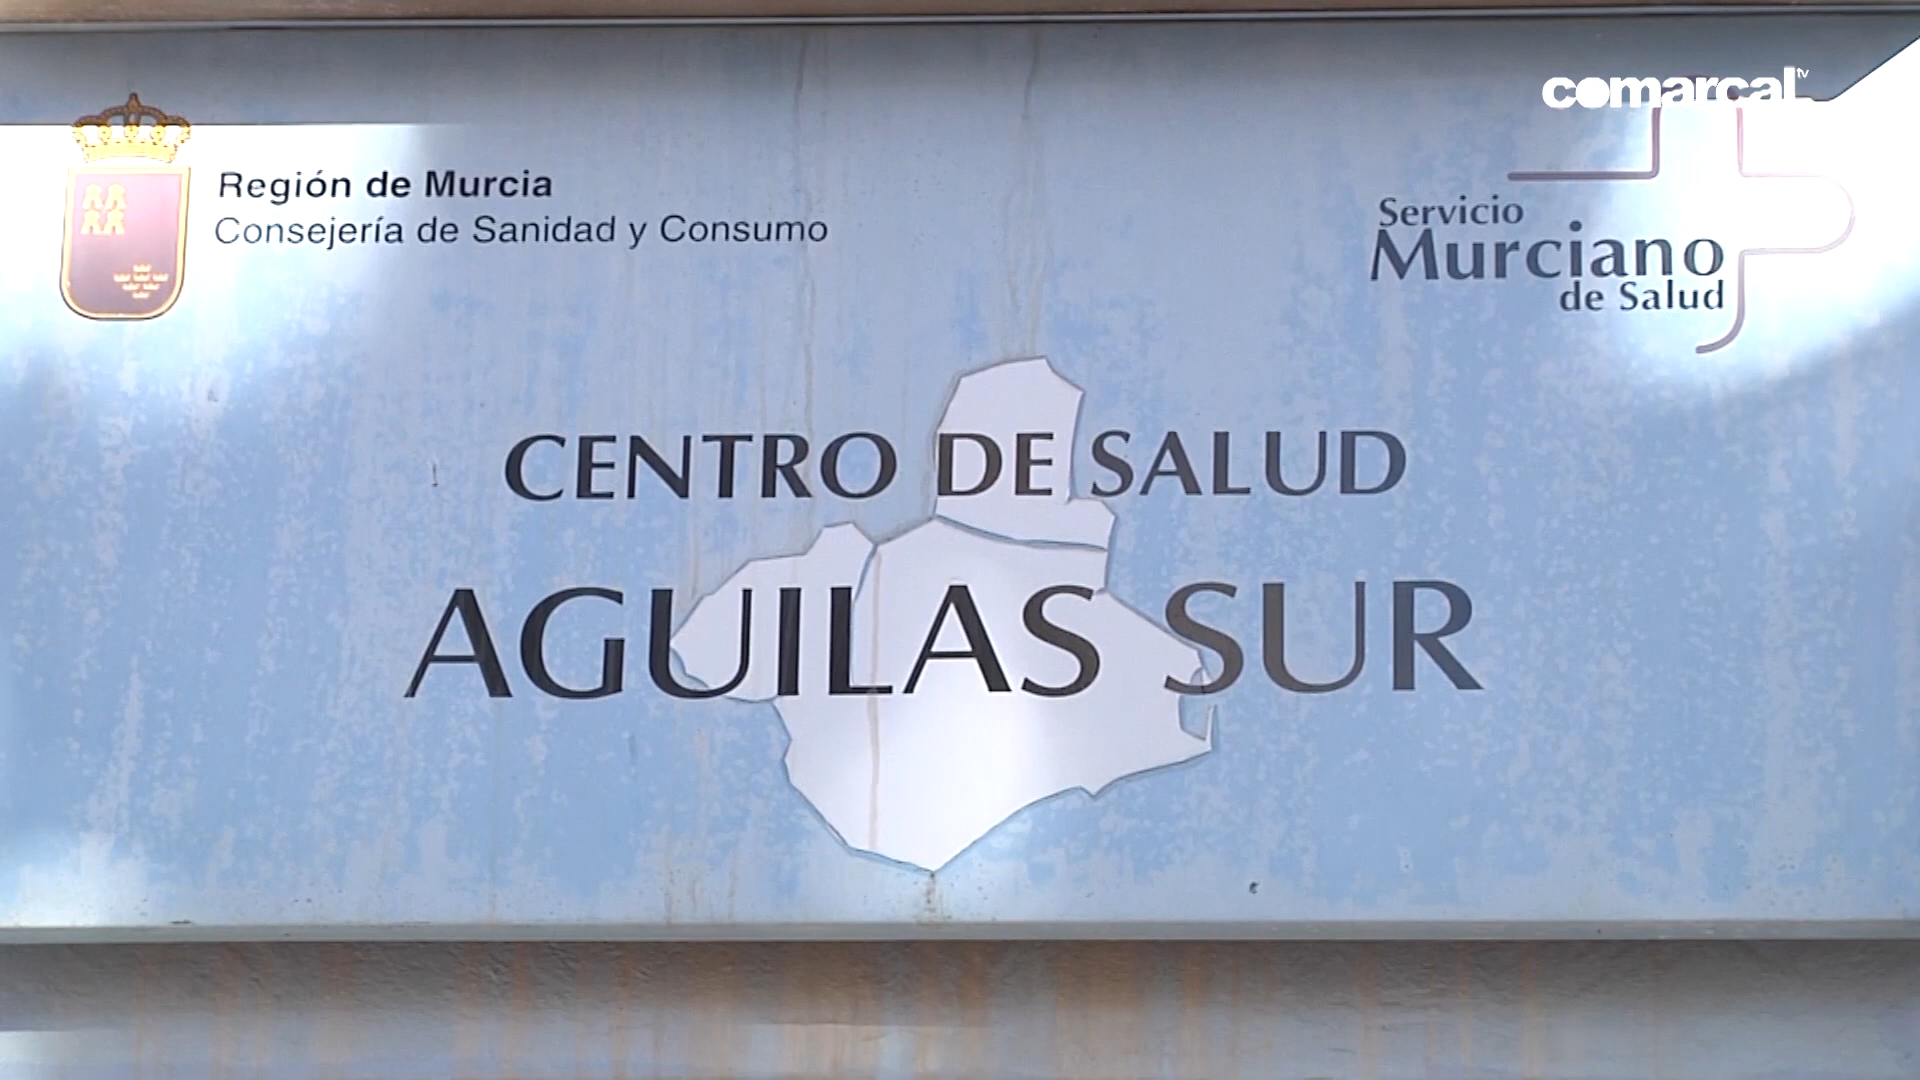 comarcal tv
Región de Murcia
Consejería de Sanidad y Consumo
Servicio
Murciano
de Salud
CENTRO DE SALUD
AGUILAS SUR